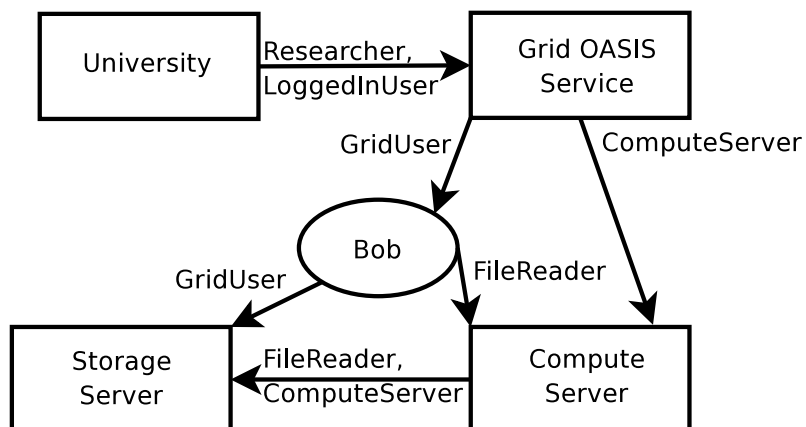 University
Researcher,
LoggedInUser
Grid OASIS
Service
GridUser
ComputeServer
Bob
GridUser
FileReader
Storage
Server
FileReader,
ComputeServer
Compute
Server